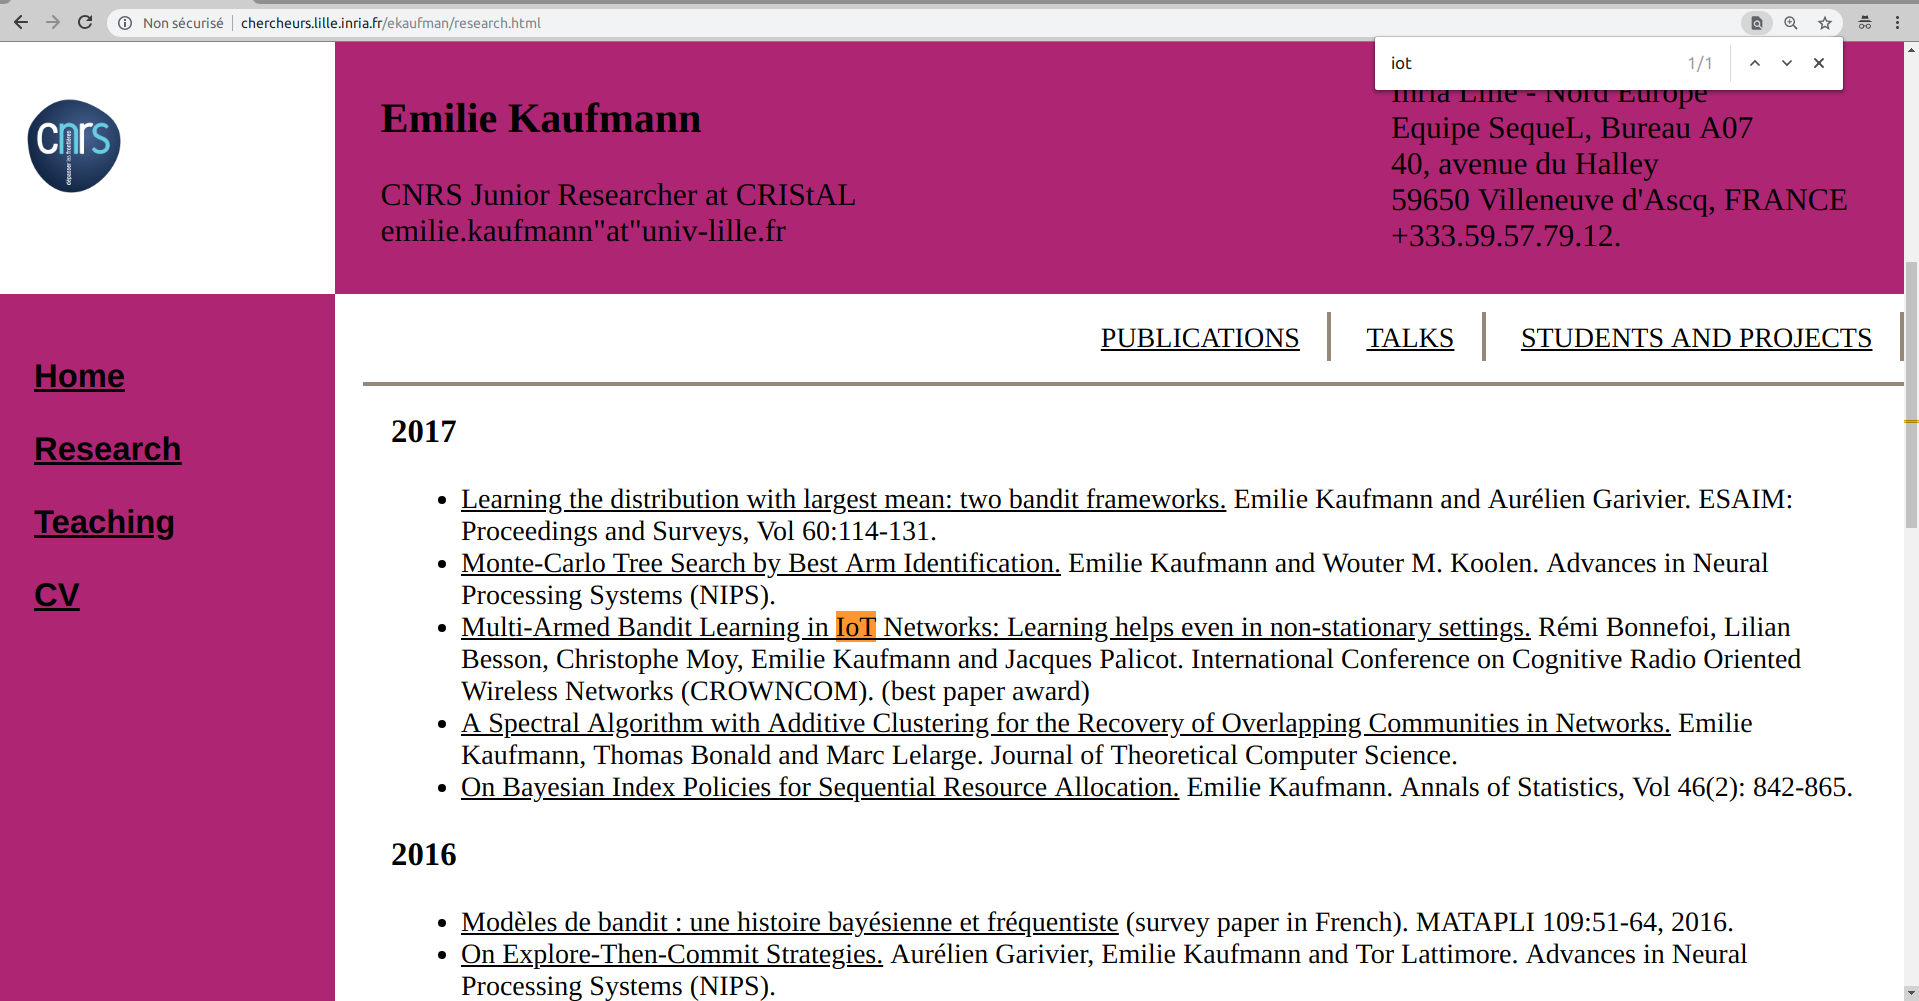 Non sécurisé | chercheurs.lille.inria.fr/ekaufman/research.html
iot 1/1
cnrs
dépasser les frontières
Emilie Kaufmann
CNRS Junior Researcher at CRIStAL
emilie.kaufmann"at"univ-lille.fr
Inria Lille - Nord Europe
Equipe SequeL, Bureau A07
40, avenue du Halley
59650 Villeneuve d'Ascq, FRANCE
+333.59.57.79.12.
Home
Research
Teaching
CV
PUBLICATIONS
TALKS
STUDENTS AND PROJECTS
2017
Learning the distribution with largest mean: two bandit frameworks. Emilie Kaufmann and Aurélien Garivier. ESAIM:
Proceedings and Surveys, Vol 60:114-131.
Monte-Carlo Tree Search by Best Arm Identification. Emilie Kaufmann and Wouter M. Koolen. Advances in Neural
Processing Systems (NIPS).
Multi-Armed Bandit Learning in IoT Networks: Learning helps even in non-stationary settings. Rémi Bonnefoi, Lilian
Besson, Christophe Moy, Emilie Kaufmann and Jacques Palicot. International Conference on Cognitive Radio Oriented
Wireless Networks (CROWNCOM). (best paper award)
A Spectral Algorithm with Additive Clustering for the Recovery of Overlapping Communities in Networks. Emilie
Kaufmann, Thomas Bonald and Marc Lelarge. Journal of Theoretical Computer Science.
On Bayesian Index Policies for Sequential Resource Allocation. Emilie Kaufmann. Annals of Statistics, Vol 46(2): 842-865.
2016
Modèles de bandit : une histoire bayésienne et fréquentiste (survey paper in French). MATAPLI 109:51-64, 2016.
On Explore-Then-Commit Strategies. Aurélien Garivier, Emilie Kaufmann and Tor Lattimore. Advances in Neural
Processing Systems (NIPS).